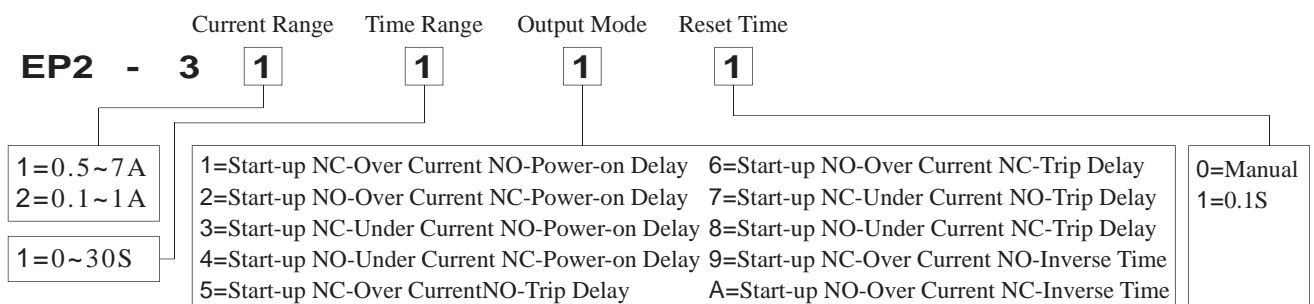 Current Range Time Range Output Mode Reset Time
EP2 - 3 1 1 1 1
1=0.5~7A
2=0.1~1A
1=0~30S
1=Start-up NC-Over Current NO-Power-on Delay
2=Start-up NO-Over Current NC-Power-on Delay
3=Start-up NC-Under Current NO-Power-on Delay
4=Start-up NO-Under Current NC-Power-on Delay
5=Start-up NC-Over CurrentNO-Trip Delay
6=Start-up NO-Over Current NC-Trip Delay
7=Start-up NC-Under Current NO-Trip Delay
8=Start-up NO-Under Current NC-Trip Delay
9=Start-up NC-Over Current NO-Inverse Time
A=Start-up NO-Over Current NC-Inverse Time
0=Manual
1=0.1S